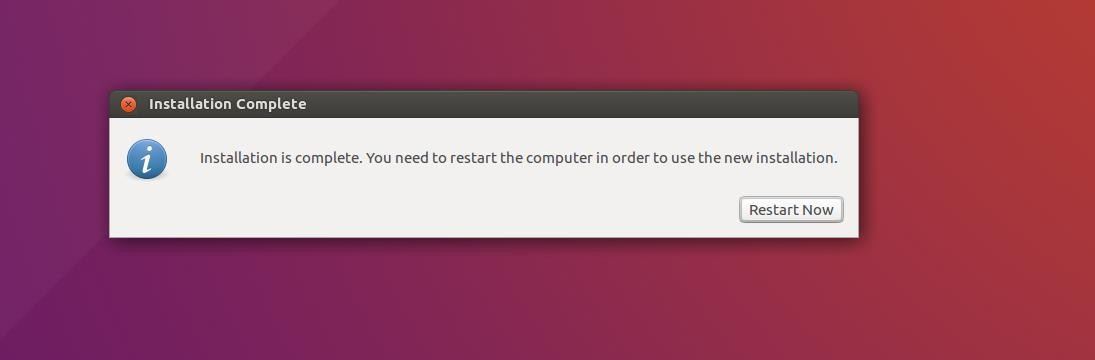 Installation Complete
Installation is complete. You need to restart the computer in order to use the new installation.
Restart Now